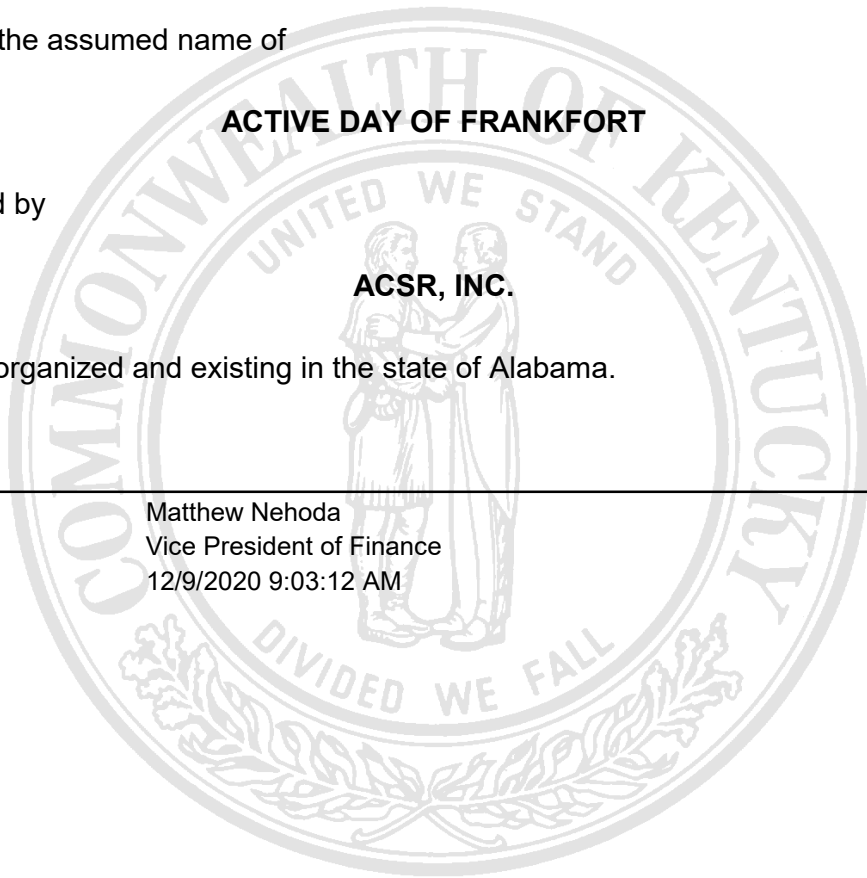 the assumed name of
ACTIVE DAY OF FRANKFORT
by
ACSR, INC.
organized and existing in the state of Alabama.
Matthew Nehoda
Vice President of Finance
12/9/2020 9:03:12 AM
COMMONWEALTH OF KENTUCKY
UNITED WE STAND
DIVIDED WE FALL